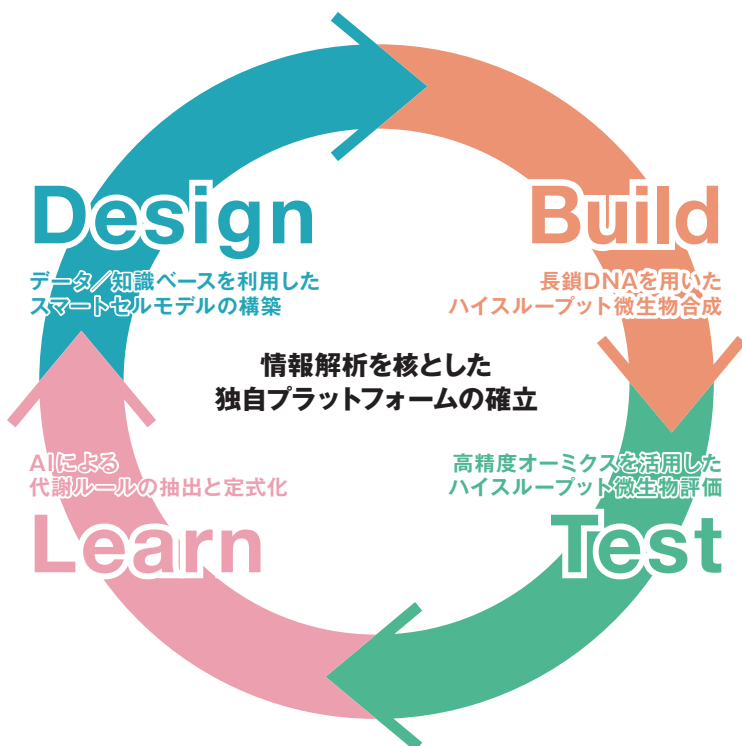 Design
データ/知識ベースを利用した
スマートセルモデルの構築
Build
長鎖DNAを用いた
ハイスループット微生物合成
情報解析を核とした
独自プラットフォームの確立
AIによる
代謝ルールの抽出と定式化
Learn
高精度オーミクスを活用した
ハイスループット微生物評価
Test